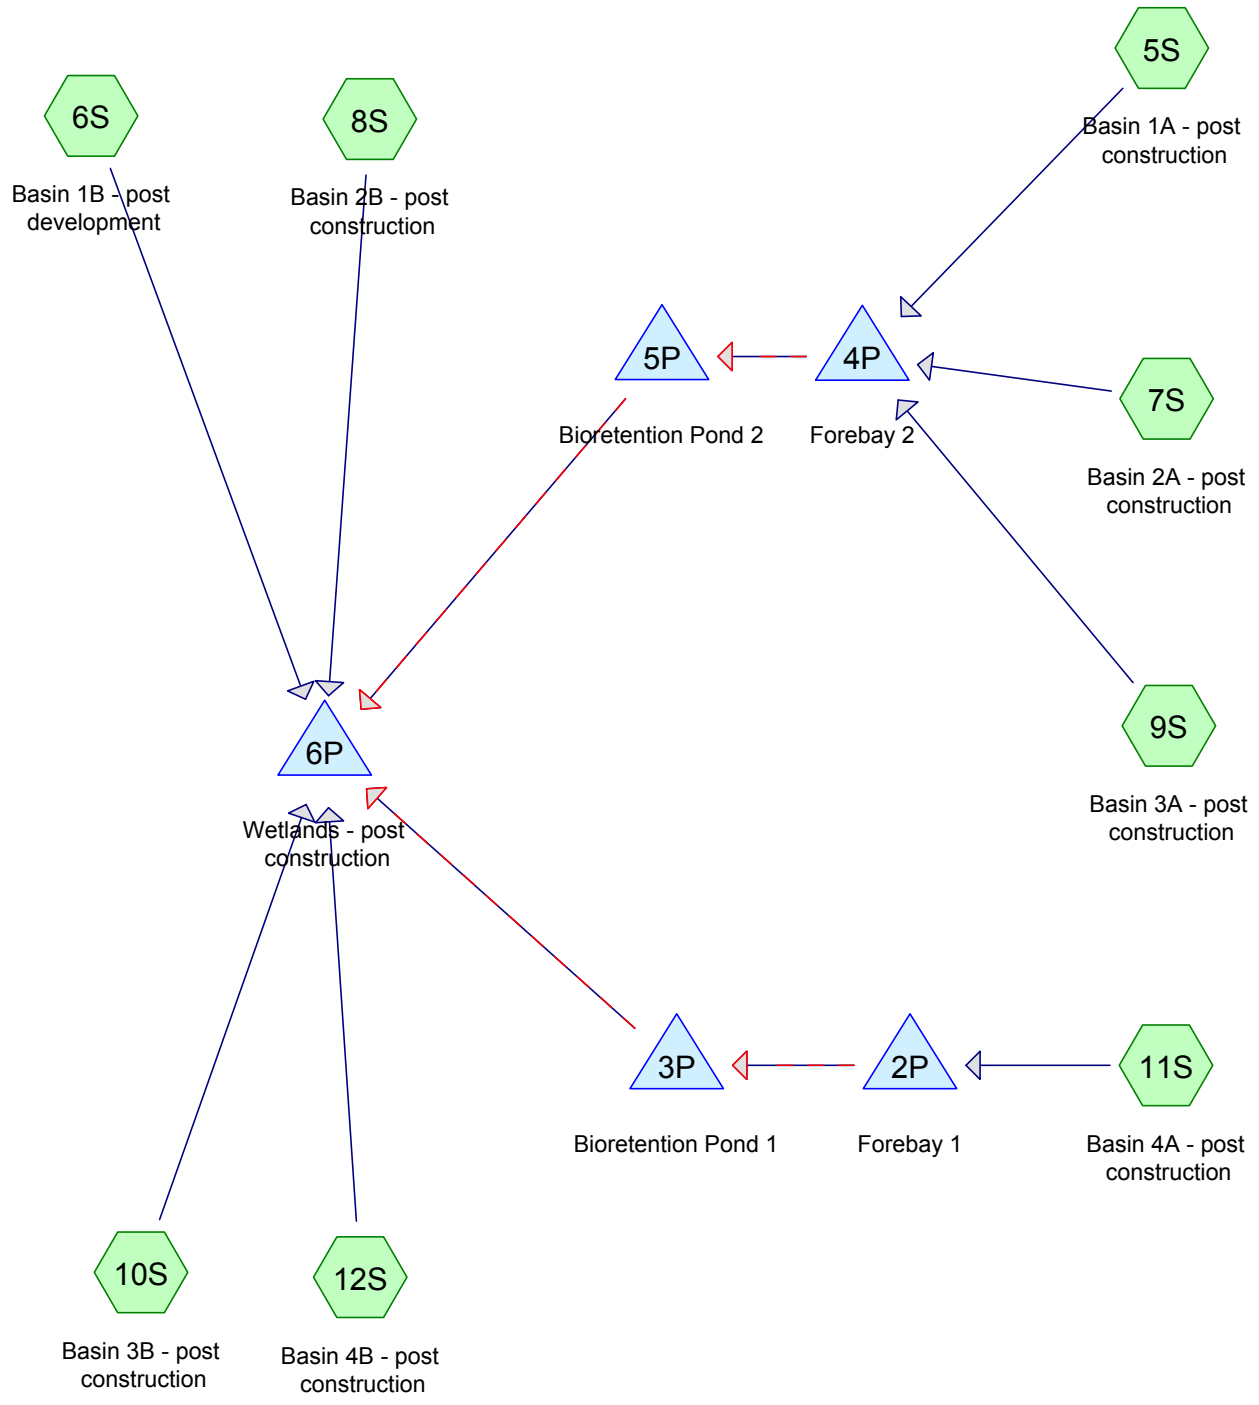 5S
Basin 1A - post
construction
6S
Basin 1B - post
development
8S
Basin 2B - post
construction
5P
Bioretention Pond 2
4P
Forebay 2
7S
Basin 2A - post
construction
9S
Basin 3A - post
construction
6P
Wetlands - post
construction
3P
Bioretention Pond 1
2P
Forebay 1
11S
Basin 4A - post
construction
10S
Basin 3B - post
construction
12S
Basin 4B - post
construction